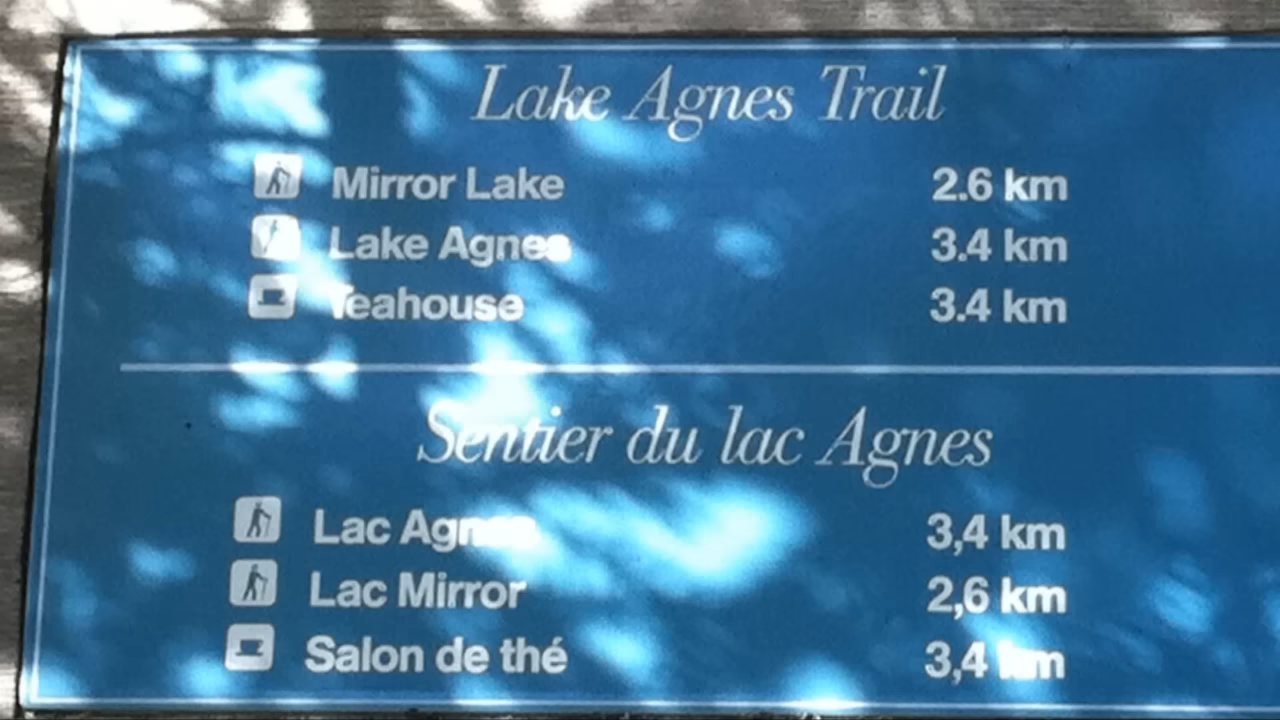 Lake Agnes Trail
Mirror Lake 2.6 km
Lake Agnes 3.4 km
Teahouse 3.4 km
Sentier du lac Agnes
Lac Agnes 3,4 km
Lac Mirror 2,6 km
Salon de thé 3,4 km